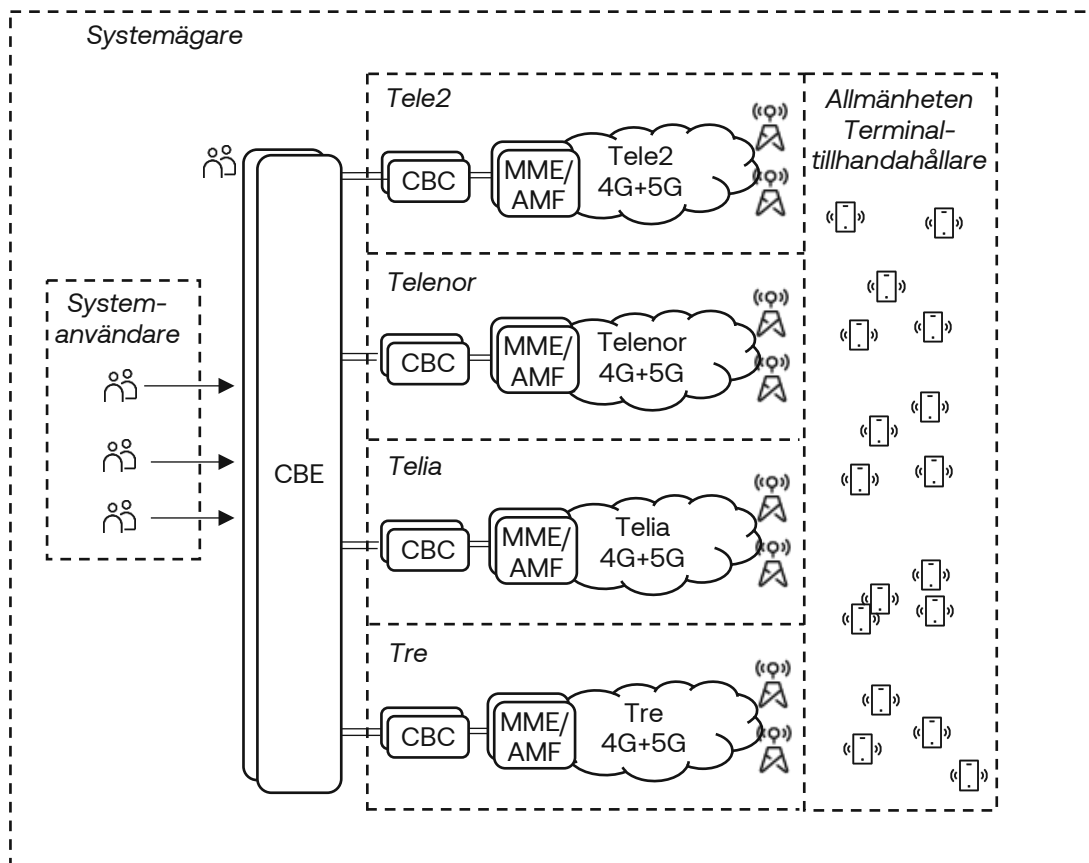 Systemägare
Tele2
CBC
MME/
AMF
Tele2
4G+5G
Allmänheten
Terminal-
tillhandahållare
System-
användare
CBE
Telenor
CBC
MME/
AMF
Telenor
4G+5G
Telia
CBC
MME/
AMF
Telia
4G+5G
Tre
CBC
MME/
AMF
Tre
4G+5G